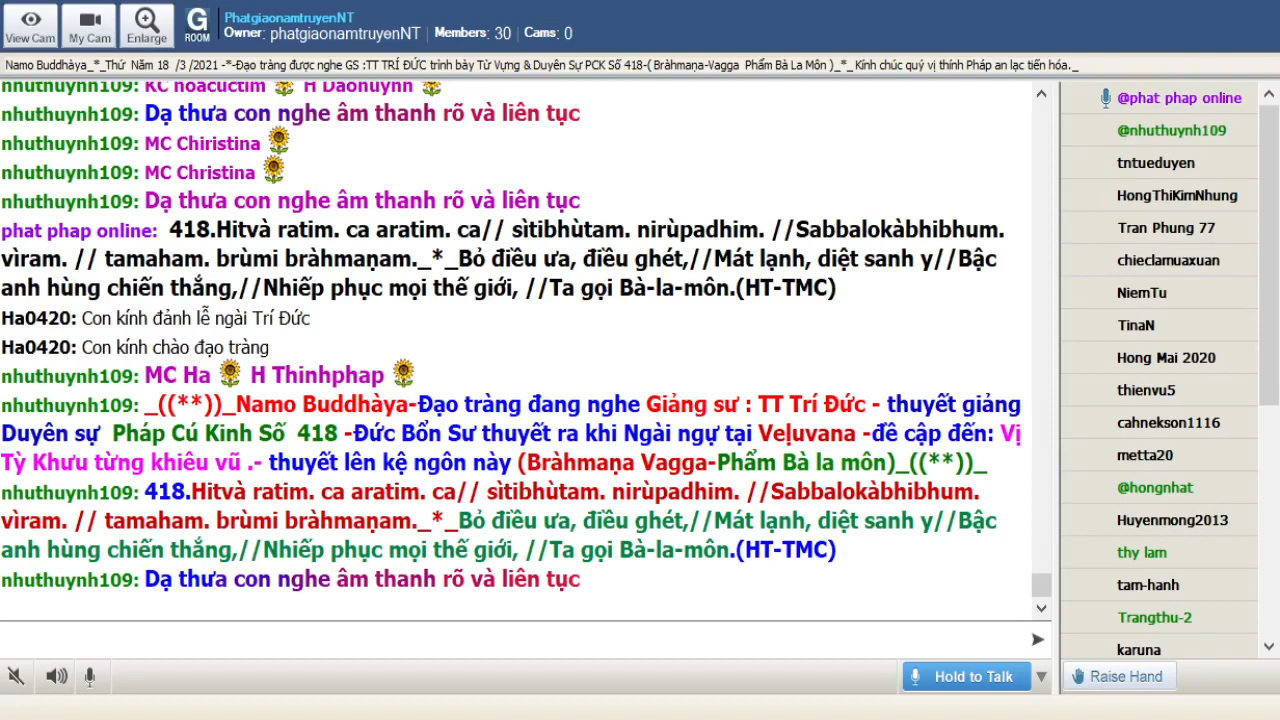 View Cam
My Cam
Enlarge
G
ROOM
PhatgiaonamtruyenNT
Owner: phatgiaonamtruyenNT | Members: 30 | Cams: 0
Namo Buddhàya_*_Thứ Năm 18 /3 /2021 -*-Đạo tràng được nghe GS :TT TRÍ ĐỨC trình bày Từ Vựng & Duyên Sự PCK Số 418-( Bràhmaṇa-Vagga Phẩm Bà La Môn )_*_ Kính chúc quý vị thính Pháp an lạc tiến hóa._
nhuthuynh109: KC noacuctim H Daohuynh
nhuthuynh109: Dạ thưa con nghe âm thanh rõ và liên tục
nhuthuynh109: MC Chiristina
nhuthuynh109: MC Christina
nhuthuynh109: Dạ thưa con nghe âm thanh rõ và liên tục
phat phap online: 418.Hitvà ratim. ca aratim. ca// sìtibhùtam. nirùpadhim. //Sabbalokàbhibhum.
vìram. // tamaham. brùmi bràhmaṇam._*_Bỏ điều ưa, điều ghét,//Mát lạnh, diệt sanh y//Bậc
anh hùng chiến thắng,//Nhiếp phục mọi thế giới, //Ta gọi Bà-la-môn.(HT-TMC)
Ha0420: Con kính đảnh lễ ngài Trí Đức
Ha0420: Con kính chào đạo tràng
nhuthuynh109: MC Ha H Thinhphap
nhuthuynh109: _((**))_Namo Buddhàya-Đạo tràng đang nghe Giảng sư : TT Trí Đức - thuyết giảng
Duyên sự Pháp Cú Kinh Số 418 -Đức Bổn Sư thuyết ra khi Ngài ngự tại Veḷuvana -đề cập đến: Vị
Tỳ Khưu từng khiêu vũ .- thuyết lên kệ ngôn này (Bràhmaṇa Vagga-Phẩm Bà la môn)_((**))_
nhuthuynh109: 418.Hitvà ratim. ca aratim. ca// sìtibhùtam. nirùpadhim. //Sabbalokàbhibhum.
vìram. // tamaham. brùmi bràhmaṇam._*_Bỏ điều ưa, điều ghét,//Mát lạnh, diệt sanh y//Bậc
anh hùng chiến thắng,//Nhiếp phục mọi thế giới, //Ta gọi Bà-la-môn.(HT-TMC)
nhuthuynh109: Dạ thưa con nghe âm thanh rõ và liên tục
Hold to Talk
@phat phap online
@nhuthuynh109
tntueduyen
HongThiKimNhung
Tran Phung 77
chieclamuaxuan
NiemTu
TinaN
Hong Mai 2020
thienvu5
cahnekson1116
metta20
@hongnhat
Huyenmong2013
thy lam
tam-hanh
Trangthu-2
karuna
Raise Hand